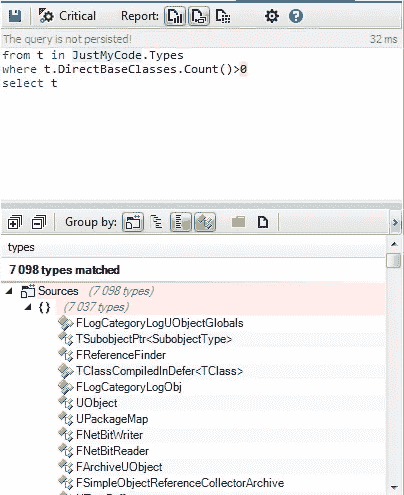 Critical Report:
The query is not persisted! 32 ms
from t in JustMyCode.Types
where t.DirectBaseClasses.Count()>0
select t
Group by:
types
7 098 types matched
Sources (7 098 types)
{ } (7 037 types)
FLogCategoryLogUObjectGlobals
TSubobjectPtr<SubobjectType>
FReferenceFinder
TClassCompiledInDefer<TClass>
FLogCategoryLogObj
UObject
UPackageMap
FNetBitWriter
FNetBitReader
FArchiveUObject
FSimpleObjectReferenceCollectorArchive